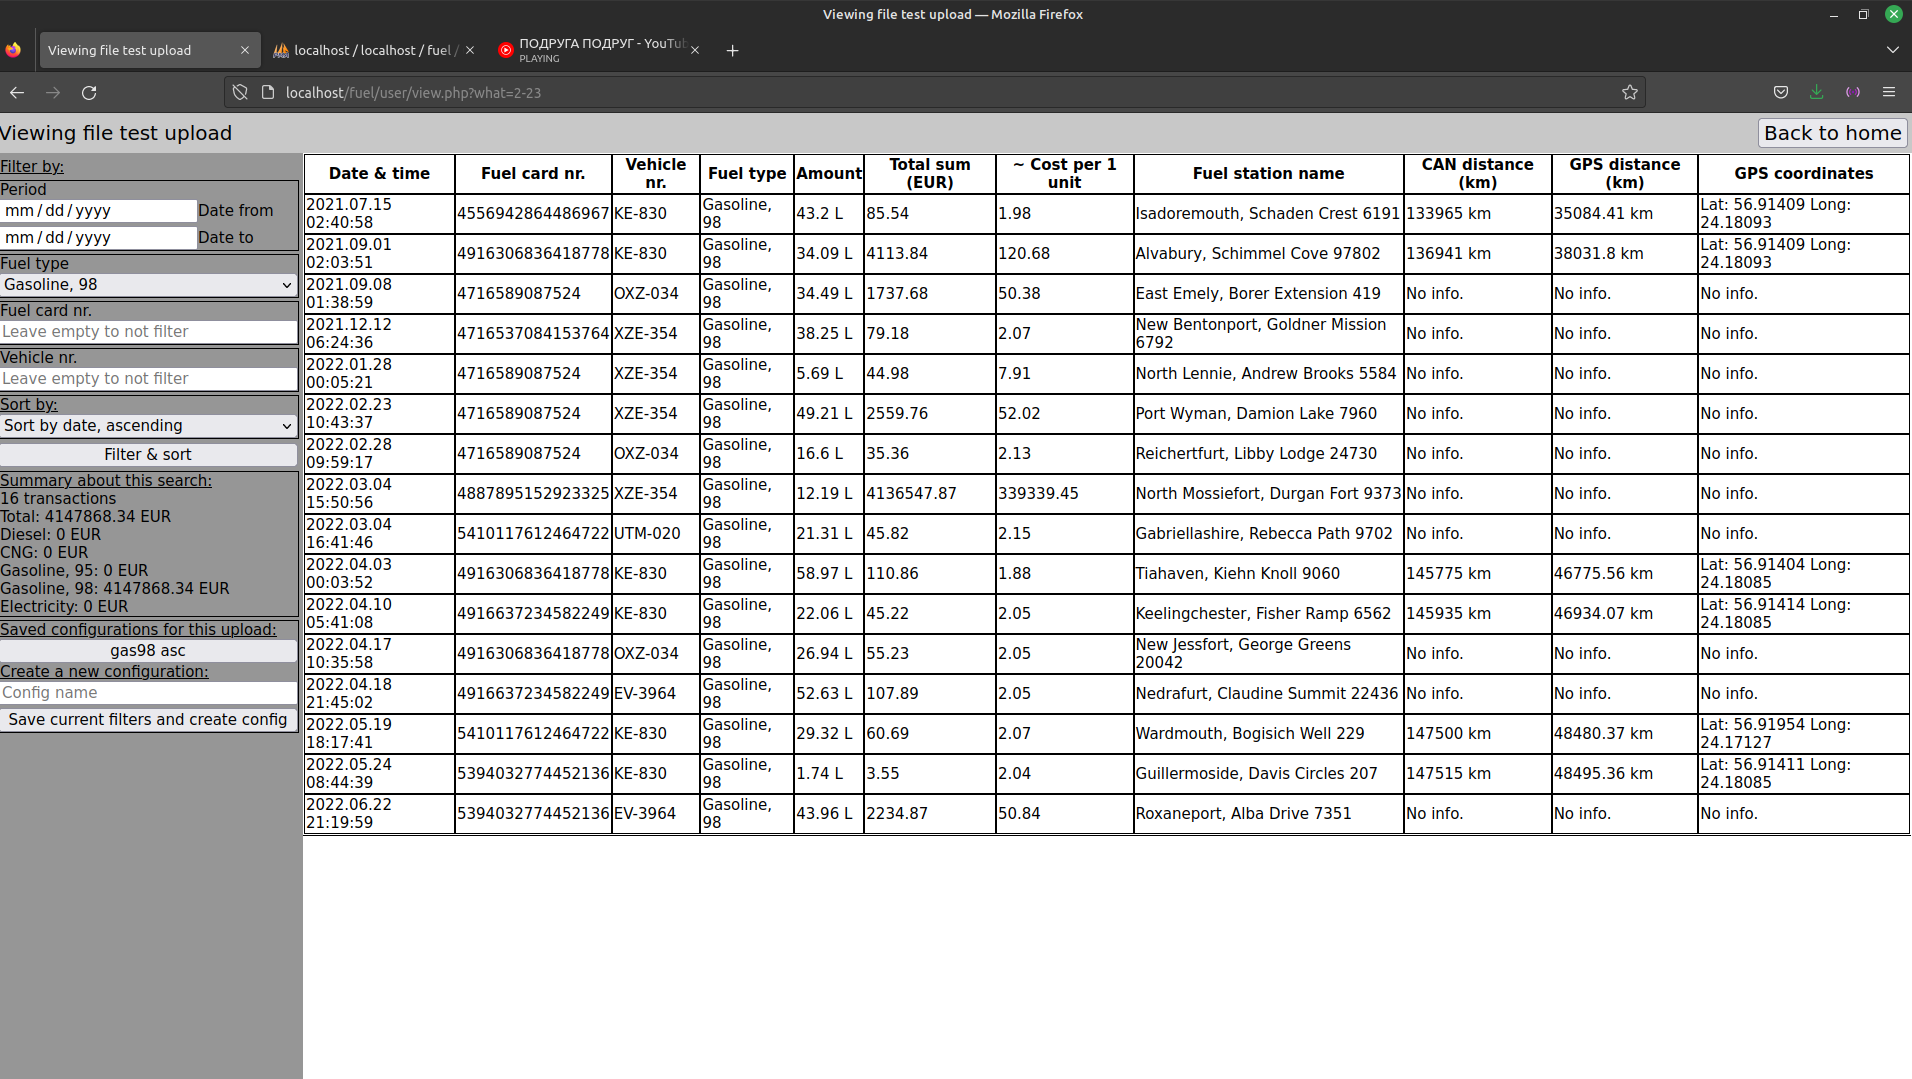 Viewing file test upload — Mozilla Firefox
Viewing file test upload
localhost / localhost / fuel /
ПОДРУГА ПОДРУГ - YouTub
PLAYING
localhost/fuel/user/view.php?what=2-23
Viewing file test upload
Back to home
Filter by:
Period
mm / dd / yyyy Date from
mm / dd / yyyy Date to
Fuel type
Gasoline, 98
Fuel card nr.
Leave empty to not filter
Vehicle nr.
Leave empty to not filter
Sort by:
Sort by date, ascending
Filter & sort
Summary about this search:
16 transactions
Total: 4147868.34 EUR
Diesel: 0 EUR
CNG: 0 EUR
Gasoline, 95: 0 EUR
Gasoline, 98: 4147868.34 EUR
Electricity: 0 EUR
Saved configurations for this upload:
gas98 asc
Create a new configuration:
Config name
Save current filters and create config
Date & time Fuel card nr. Vehicle nr. Fuel type Amount Total sum (EUR) ~ Cost per 1 unit Fuel station name CAN distance (km) GPS distance (km) GPS coordinates
2021.07.15 02:40:58 4556942864486967 KE-830 Gasoline, 98 43.2 L 85.54 1.98 Isadoremouth, Schaden Crest 6191 133965 km 35084.41 km Lat: 56.91409 Long: 24.18093
2021.09.01 02:03:51 4916306836418778 KE-830 Gasoline, 98 34.09 L 4113.84 120.68 Alvabury, Schimmel Cove 97802 136941 km 38031.8 km Lat: 56.91409 Long: 24.18093
2021.09.08 01:38:59 4716589087524 OXZ-034 Gasoline, 98 34.49 L 1737.68 50.38 East Emely, Borer Extension 419 No info. No info. No info.
2021.12.12 06:24:36 4716537084153764 XZE-354 Gasoline, 98 38.25 L 79.18 2.07 New Bentonport, Goldner Mission 6792 No info. No info. No info.
2022.01.28 00:05:21 4716589087524 XZE-354 Gasoline, 98 5.69 L 44.98 7.91 North Lennie, Andrew Brooks 5584 No info. No info. No info.
2022.02.23 10:43:37 4716589087524 XZE-354 Gasoline, 98 49.21 L 2559.76 52.02 Port Wyman, Damion Lake 7960 No info. No info. No info.
2022.02.28 09:59:17 4716589087524 OXZ-034 Gasoline, 98 16.6 L 35.36 2.13 Reichertfurt, Libby Lodge 24730 No info. No info. No info.
2022.03.04 15:50:56 4887895152923325 XZE-354 Gasoline, 98 12.19 L 4136547.87 339339.45 North Mossiefort, Durgan Fort 9373 No info. No info. No info.
2022.03.04 16:41:46 5410117612464722 UTM-020 Gasoline, 98 21.31 L 45.82 2.15 Gabriellashire, Rebecca Path 9702 No info. No info. No info.
2022.04.03 00:03:52 4916306836418778 KE-830 Gasoline, 98 58.97 L 110.86 1.88 Tiahaven, Kiehn Knoll 9060 145775 km 46775.56 km Lat: 56.91404 Long: 24.18085
2022.04.10 05:41:08 4916637234582249 KE-830 Gasoline, 98 22.06 L 45.22 2.05 Keelingchester, Fisher Ramp 6562 145935 km 46934.07 km Lat: 56.91414 Long: 24.18085
2022.04.17 10:35:58 4916306836418778 OXZ-034 Gasoline, 98 26.94 L 55.23 2.05 New Jessfort, George Greens 20042 No info. No info. No info.
2022.04.18 21:45:02 4916637234582249 EV-3964 Gasoline, 98 52.63 L 107.89 2.05 Nedrafurt, Claudine Summit 22436 No info. No info. No info.
2022.05.19 18:17:41 5410117612464722 KE-830 Gasoline, 98 29.32 L 60.69 2.07 Wardmouth, Bogisich Well 229 147500 km 48480.37 km Lat: 56.91954 Long: 24.17127
2022.05.24 08:44:39 5394032774452136 KE-830 Gasoline, 98 1.74 L 3.55 2.04 Guillermoside, Davis Circles 207 147515 km 48495.36 km Lat: 56.91411 Long: 24.18085
2022.06.22 21:19:59 5394032774452136 EV-3964 Gasoline, 98 43.96 L 2234.87 50.84 Roxaneport, Alba Drive 7351 No info. No info. No info.